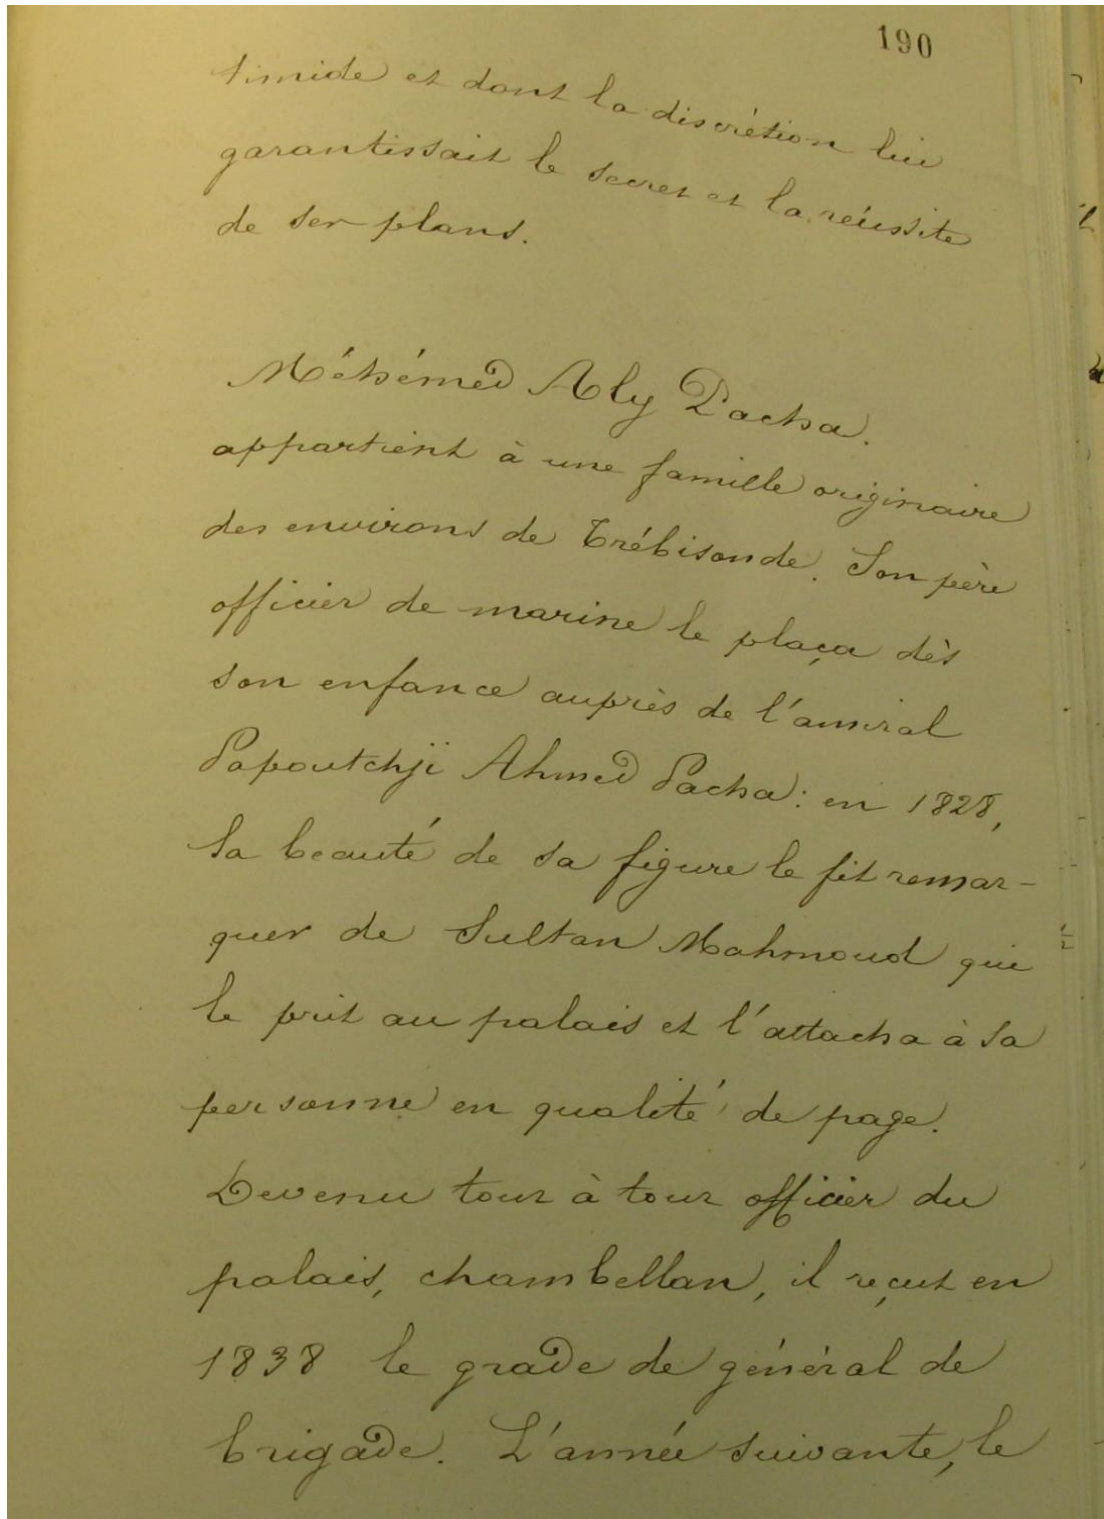 190
timide et dont la discrétion lui
garantissait le secret et la réussite
de ses plans.
Méhémed Aly Pacha.
appartient à une famille originaire
des environs de Trébisonde. Son père
officier de marine le plaça dès
son enfance auprès de l'amiral
Papoutchji Ahmed Pacha: en 1828,
la beauté de sa figure le fit remar-
quer de Sultan Mahmoud qui
le prit au palais et l'attacha à sa
personne en qualité de page.
Devenu tour à tour officier du
palais, chambellan, il reçut en
1838 le grade de général de
brigade. L'année suivante, le